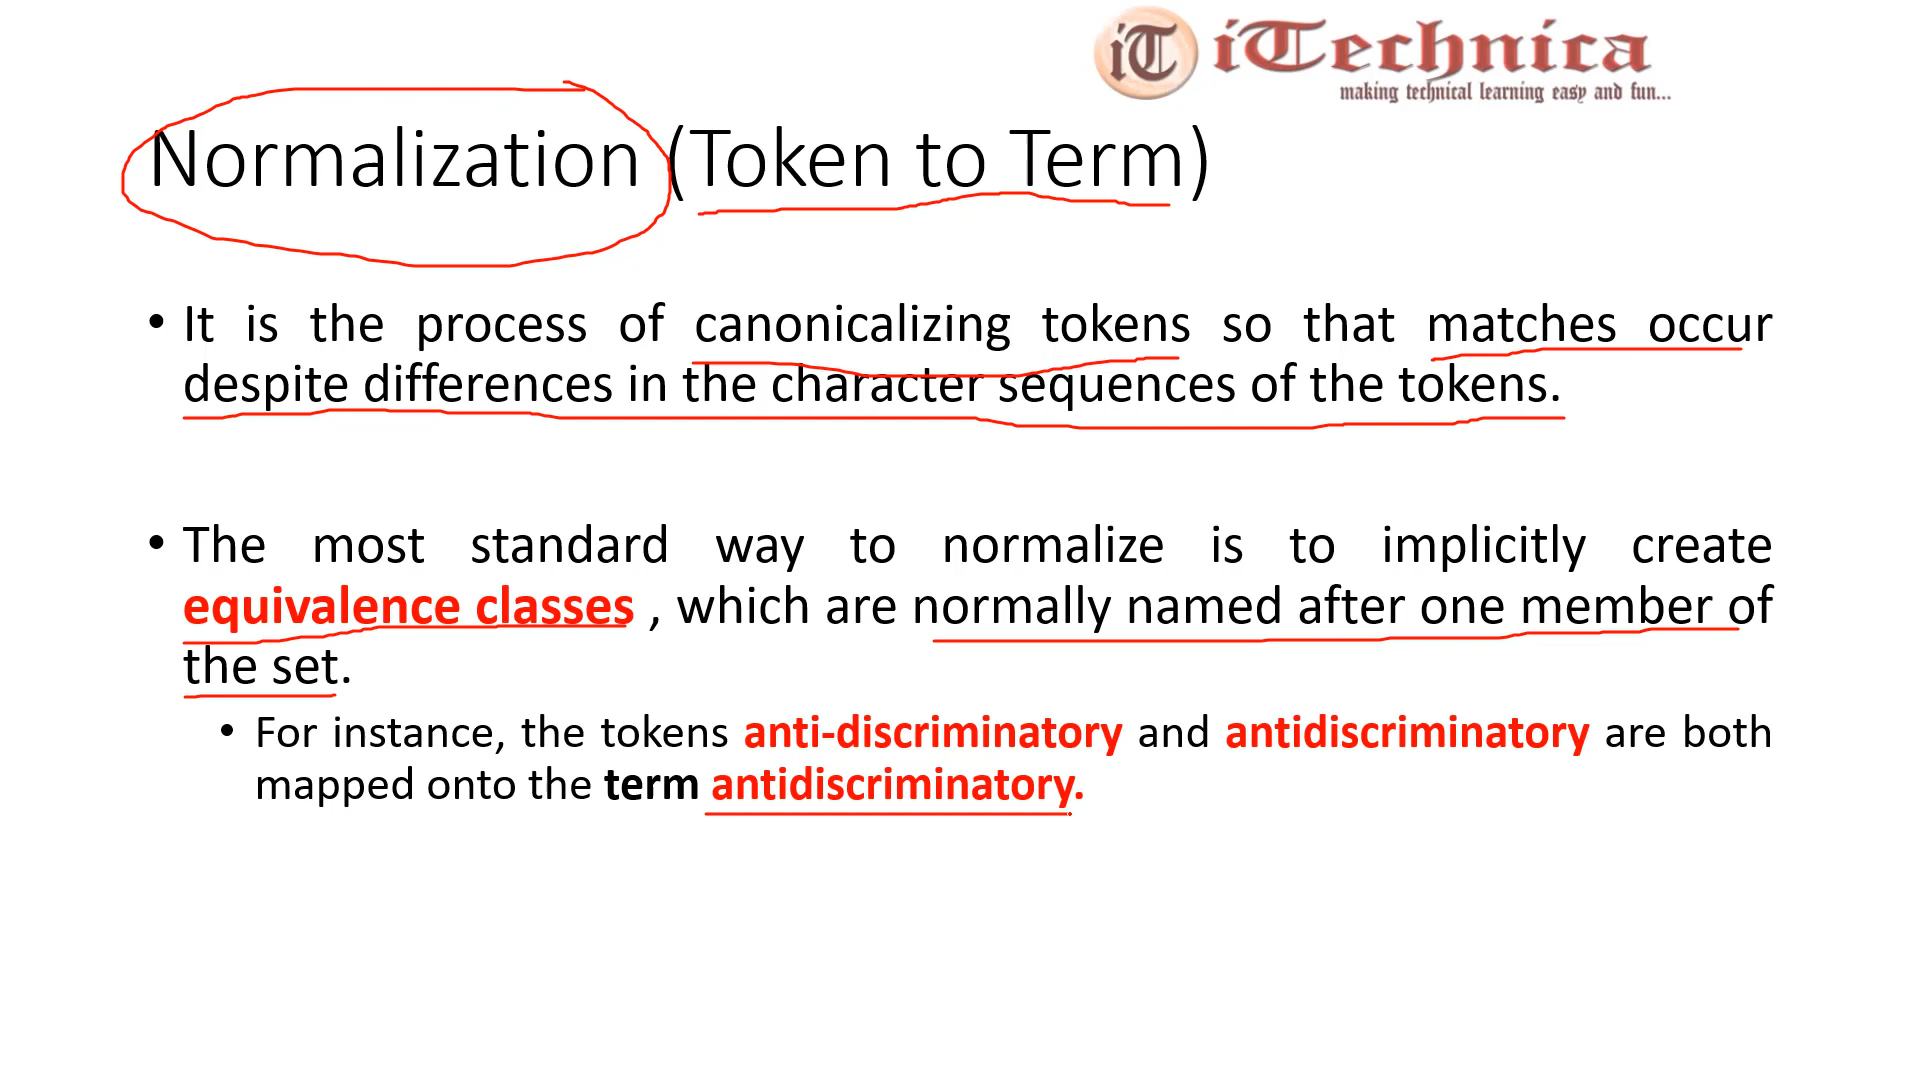 iT iTechnica
making technical learning easy and fun...
Normalization (Token to Term)
• It is the process of canonicalizing tokens so that matches occur
despite differences in the character sequences of the tokens.
• The most standard way to normalize is to implicitly create
equivalence classes , which are normally named after one member of
the set.
• For instance, the tokens anti-discriminatory and antidiscriminatory are both
mapped onto the term antidiscriminatory.